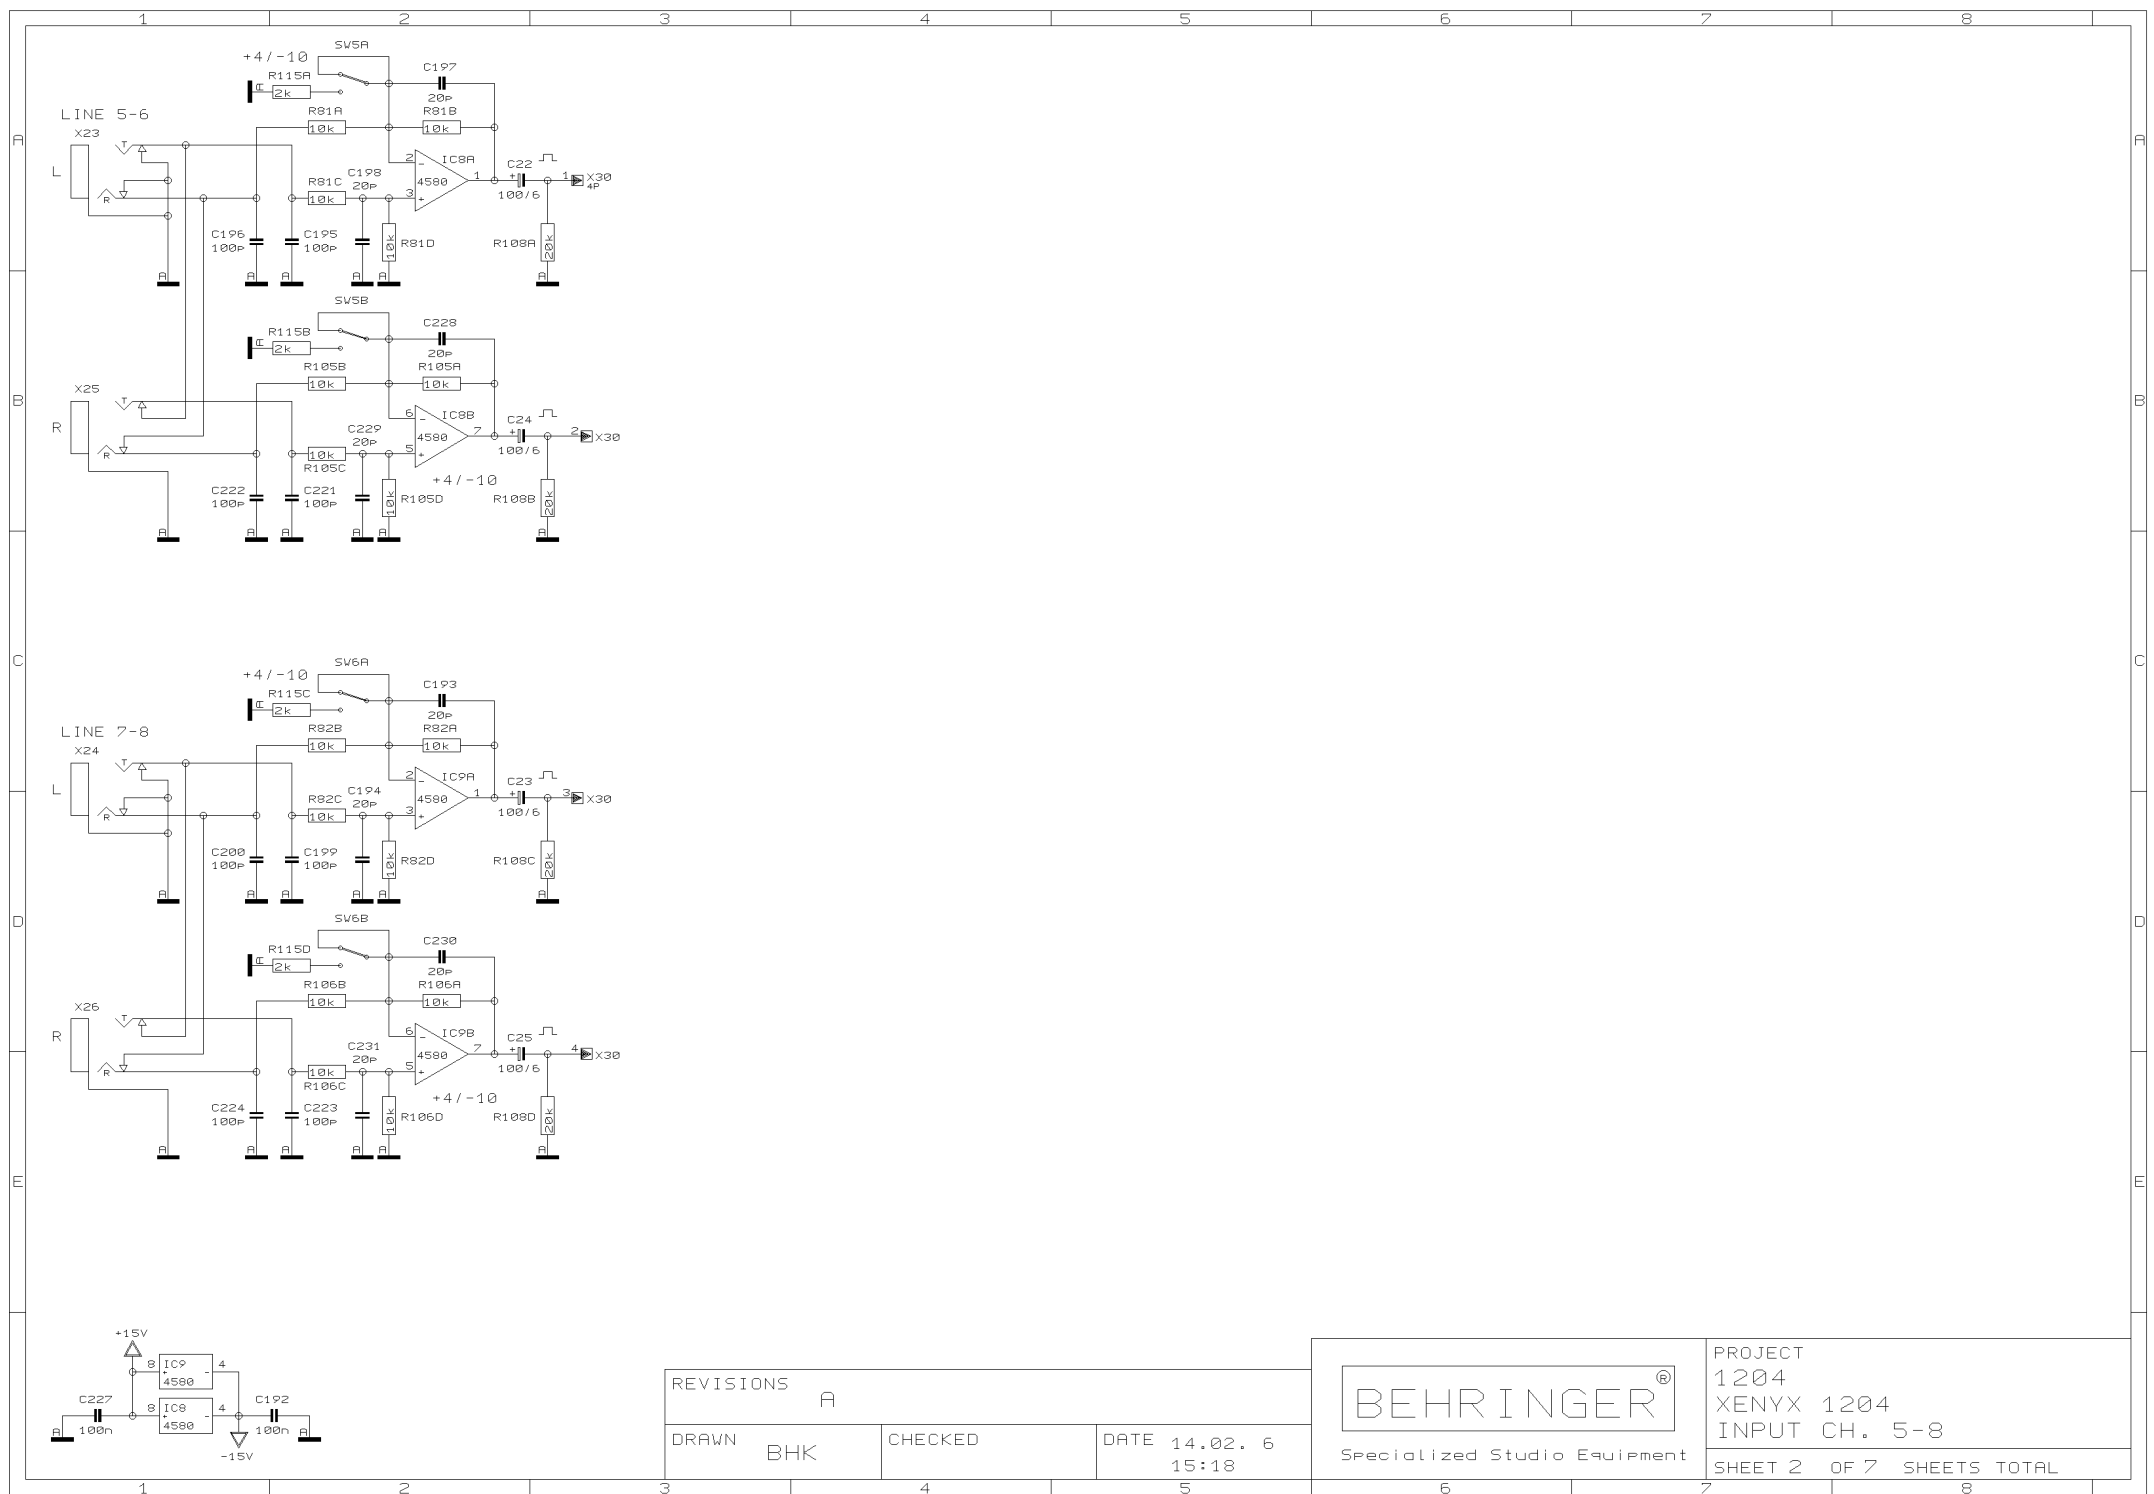 1 2 3 4 5 6 7 8
SW5A
+4/-10
C197
R115A
A
2k
20p
R81A
R81B
LINE 5-6
10k
10k
X23
A
A
T
2
-
IC8A
C22
L
C198
4580
1
+
1
X30
4P
R81C
20p
3
+
100/6
R
10k
C196
C195
10k
R81D
R108A
20k
100p
100p
A
A
A
A
A
A
SW5B
C228
R115B
A
2k
20p
R105B
R105A
10k
10k
X25
B
B
T
6
-
IC8B
C24
R
C229
4580
7
+
2
X30
20p
5
+
100/6
R
10k
R105C
+4/-10
C222
C221
10k
R105D
R108B
20k
100p
100p
A
A
A
A
A
A
SW6A
C
C
+4/-10
C193
R115C
A
2k
20p
R82B
R82A
LINE 7-8
10k
10k
X24
T
2
-
IC9A
C23
L
C194
4580
1
+
3
X30
R82C
20p
3
+
100/6
R
10k
C200
C199
10k
R82D
R108C
20k
100p
100p
A
A
A
A
A
A
SW6B
D
D
C230
R115D
A
2k
20p
R106B
R106A
10k
10k
X26
T
6
-
IC9B
C25
R
C231
4580
7
+
4
X30
20p
5
+
100/6
R
10k
R106C
+4/-10
C224
C223
10k
R106D
R108D
20k
100p
100p
A
A
A
A
A
A
E
E
+15V
8
IC9
4
+
-
4580
C227
8
IC8
4
C192
+
-
A
100n
4580
100n
A
-15V
REVISIONS
A
DRAWN
BHK
CHECKED
DATE 14.02. 6
15:18
BEHRINGER ®
Specialized Studio Equipment
PROJECT
1204
XENYX 1204
INPUT CH. 5-8
SHEET 2 OF 7 SHEETS TOTAL
1 2 3 4 5 6 7 8